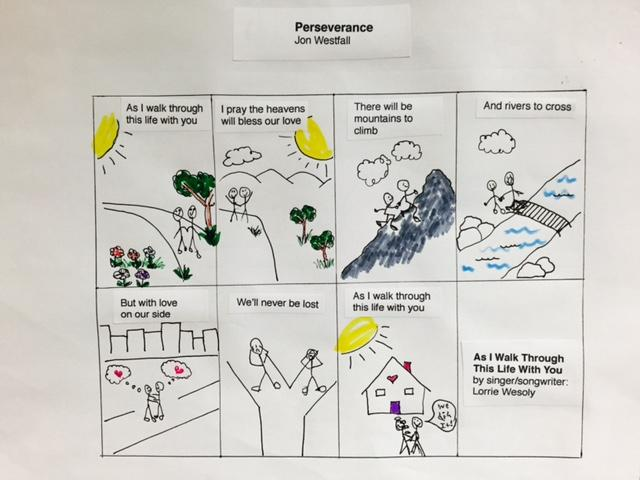 Perseverance
Jon Westfall
As I walk through
this life with you
I pray the heavens
will bless our love
There will be
mountains to
climb
And rivers to cross
But with love
on our side
We'll never be lost
As I walk through
this life with you
We
did
It!
As I Walk Through
This Life With You
by singer/songwriter:
Lorrie Wesoly